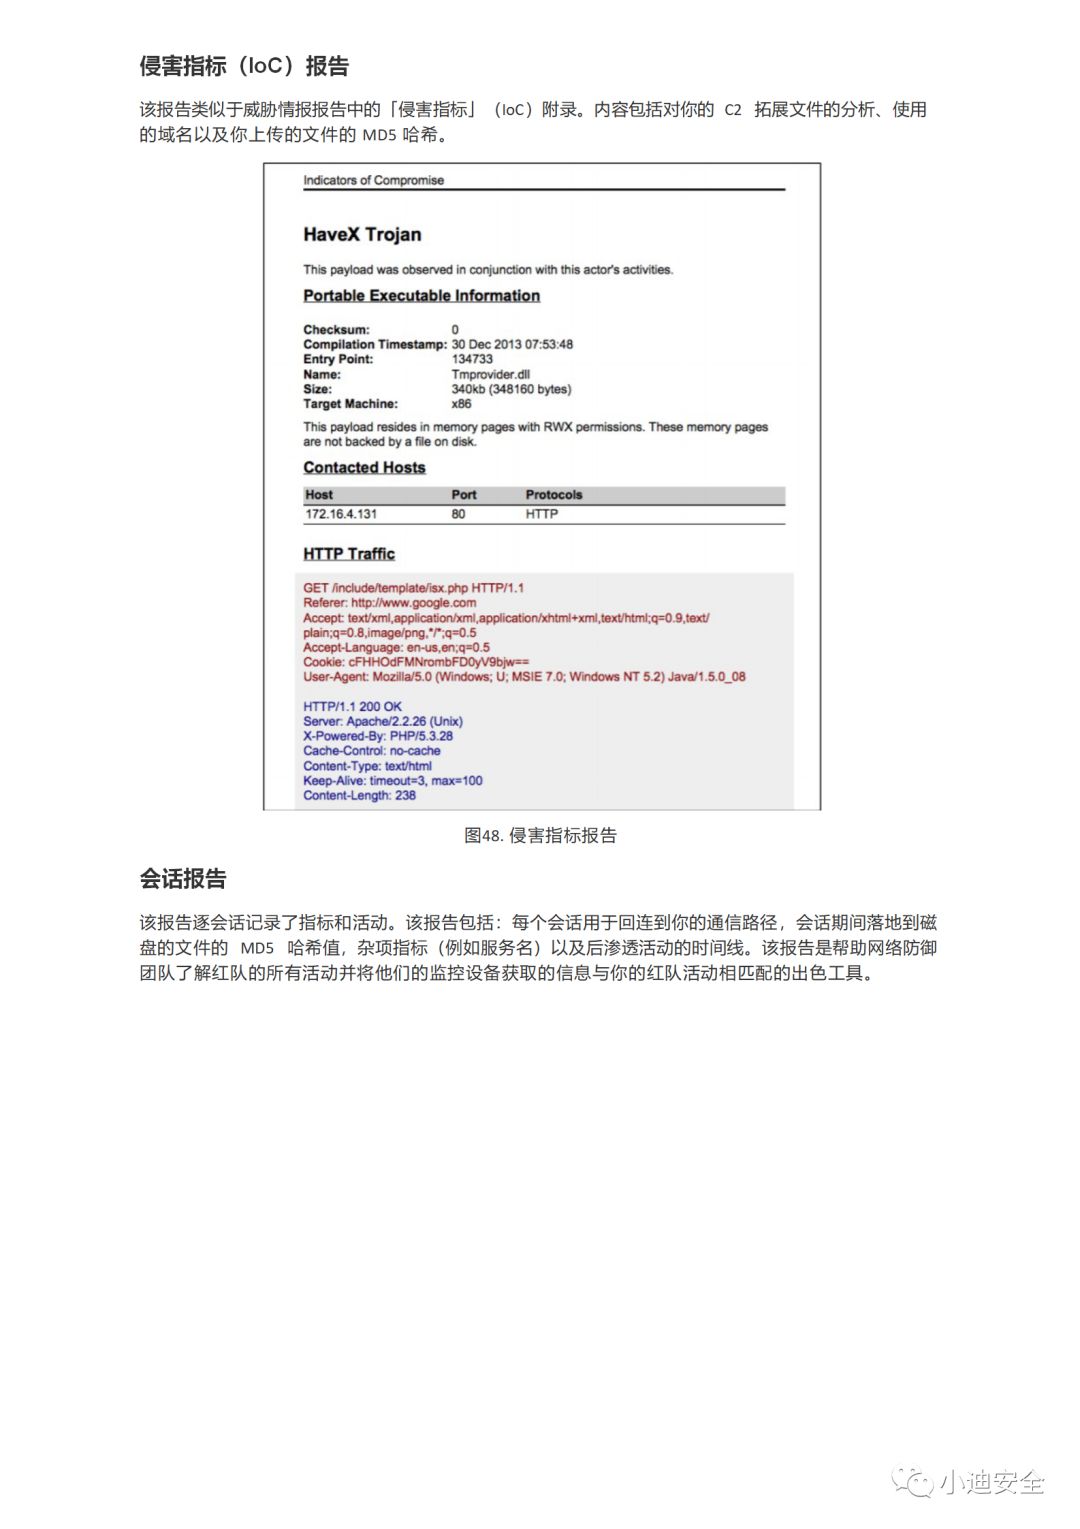 侵害指标（IoC）报告
该报告类似于威胁情报报告中的「侵害指标」（IoC）附录。内容包括对你的 C2 拓展文件的分析、使用
的域名以及你上传的文件的 MD5 哈希。
Indicators of Compromise
HaveX Trojan
This payload was observed in conjunction with this actor's activities.
Portable Executable Information
Checksum: 0
Compilation Timestamp: 30 Dec 2013 07:53:48
Entry Point: 134733
Name: Tmprovider.dll
Size: 340kb (348160 bytes)
Target Machine: x86
This payload resides in memory pages with RWX permissions. These memory pages
are not backed by a file on disk.
Contacted Hosts
Host Port Protocols
172.16.4.131 80 HTTP
HTTP Traffic
GET /include/template/isx.php HTTP/1.1
Referer: http://www.google.com
Accept: text/xml,application/xml,application/xhtml+xml,text/html;q=0.9,text/
plain;q=0.8,image/png,*/*;q=0.5
Accept-Language: en-us,en;q=0.5
Cookie: cFHHOdFMNrombFD0yV9bjw==
User-Agent: Mozilla/5.0 (Windows; U; MSIE 7.0; Windows NT 5.2) Java/1.5.0_08
HTTP/1.1 200 OK
Server: Apache/2.2.26 (Unix)
X-Powered-By: PHP/5.3.28
Cache-Control: no-cache
Content-Type: text/html
Keep-Alive: timeout=3, max=100
Content-Length: 238
图48. 侵害指标报告
会话报告
该报告逐会话记录了指标和活动。该报告包括：每个会话用于回连到你的通信路径，会话期间落地到磁
盘的文件的 MD5 哈希值，杂项指标（例如服务名）以及后渗透活动的时间线。该报告是帮助网络防御
团队了解红队的所有活动并将他们的监控设备获取的信息与你的红队活动相匹配的出色工具。
小迪安全